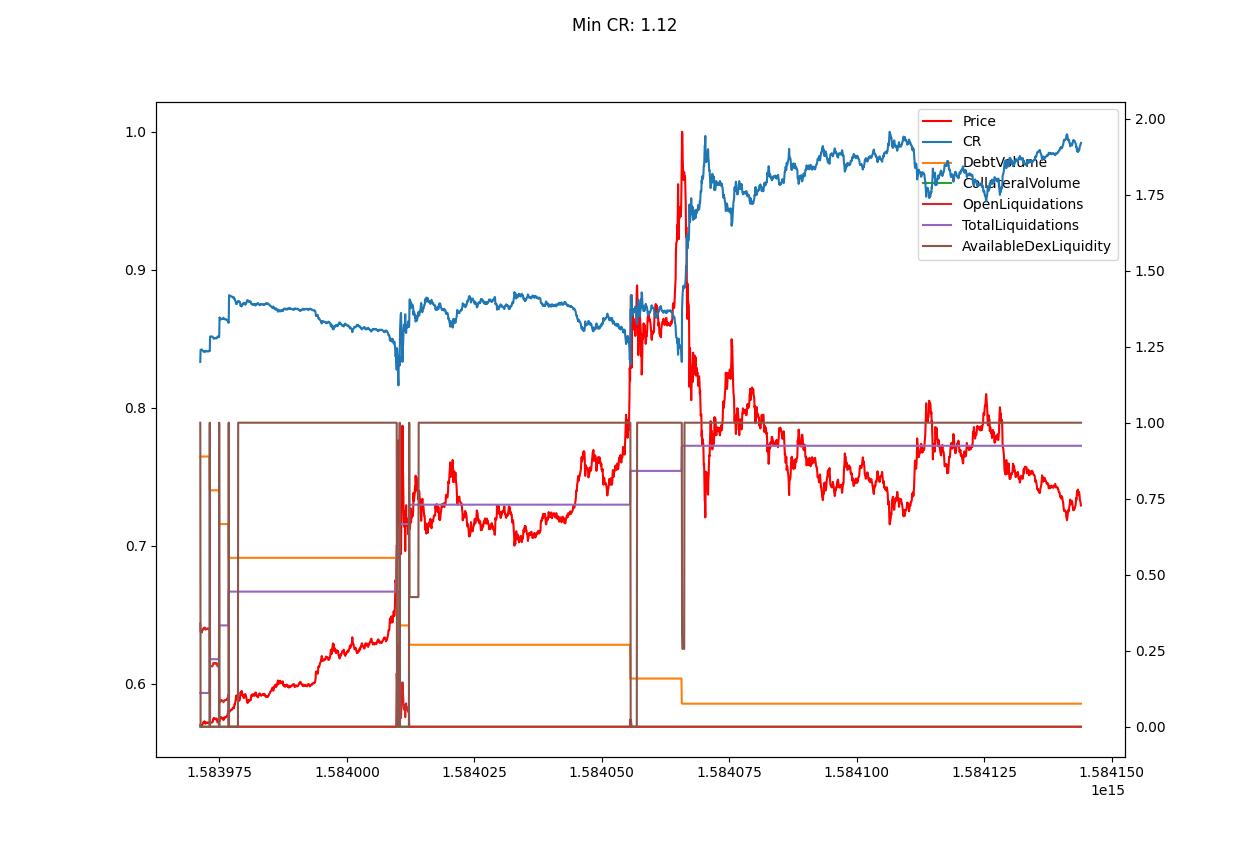 Min CR: 1.12
1.0
0.9
0.8
0.7
0.6
2.00
1.75
1.50
1.25
1.00
0.75
0.50
0.25
0.00
Price
CR
DebtVolume
CollateralVolume
OpenLiquidations
TotalLiquidations
AvailableDexLiquidity
1.583975 1.584000 1.584025 1.584050 1.584075 1.584100 1.584125 1.584150
1e15